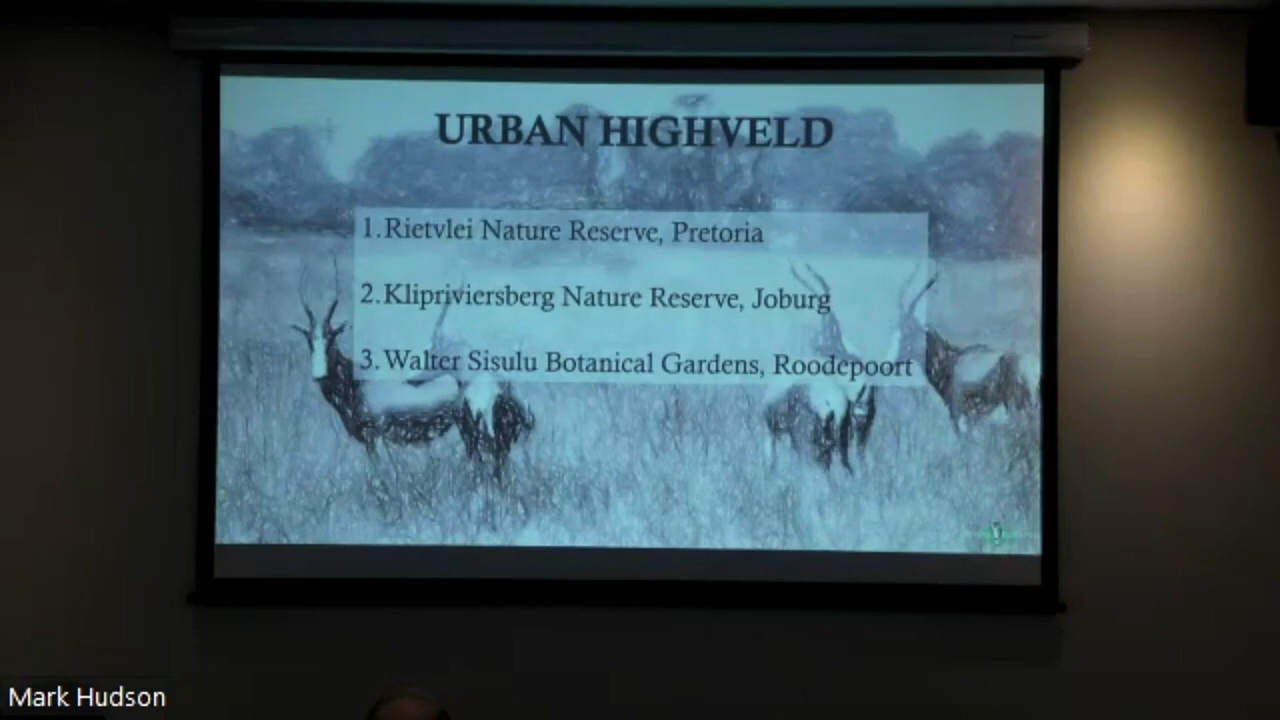 URBAN HIGHVELD
1. Rietvlei Nature Reserve, Pretoria
2. Klipriviersberg Nature Reserve, Joburg
3. Walter Sisulu Botanical Gardens, Roodepoort
Mark Hudson